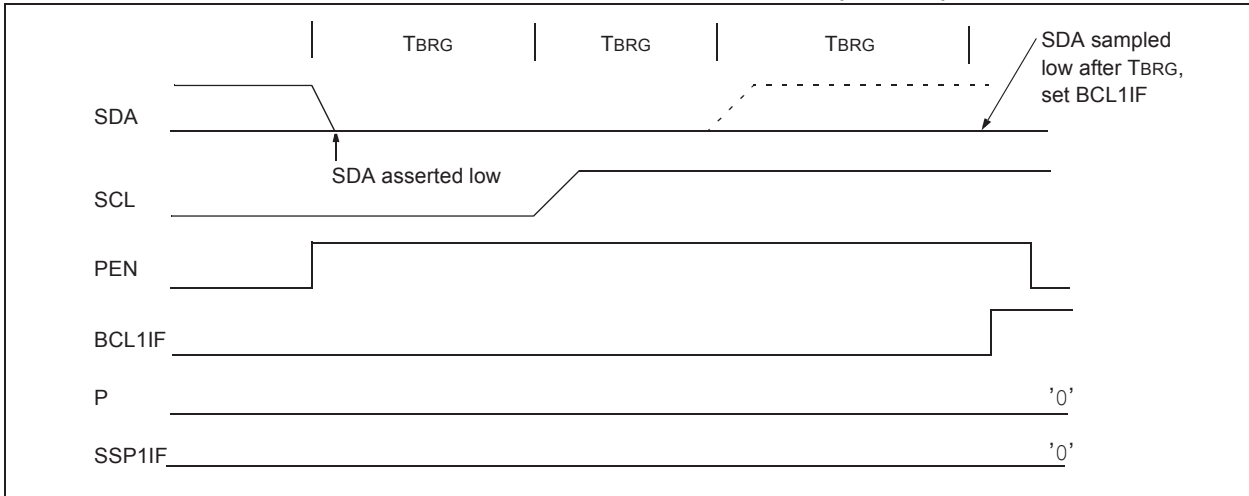 TBRG TBRG TBRG
SDA sampled
low after TBRG,
set BCL1IF
SDA
SDA asserted low
SCL
PEN
BCL1IF
P '0'
SSP1IF '0'